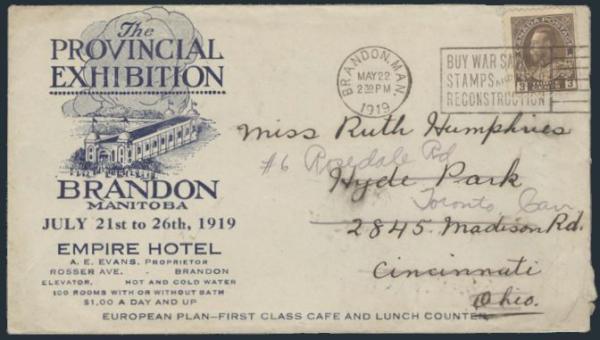 The
PROVINCIAL
EXHIBITION
BRANDON
MANITOBA
JULY 21st to 26th, 1919
EMPIRE HOTEL
A. E. EVANS, PROPRIETOR
ROSSER AVE. - BRANDON
ELEVATOR. HOT AND COLD WATER
100 ROOMS WITH OR WITHOUT BATH
$1.00 A DAY AND UP
EUROPEAN PLAN—FIRST CLASS CAFE AND LUNCH COUNTER
BRANDON, MAN.
MAY 22
2 30 PM
1919
BUY WAR SAVINGS
STAMPS AND
RECONSTRUCTION
CANADA POSTAGE
3 3
Miss Ruth Humphries
#6 Rosedale Rd
Hyde Park
Toronto Can
2845 Madison Rd.
Cincinnati
Ohio.